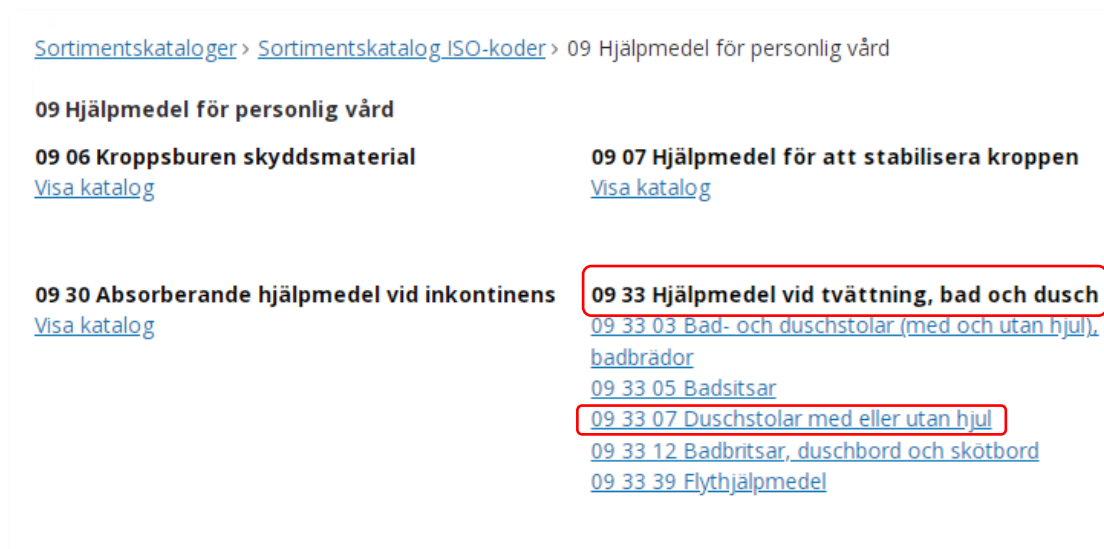 Sortimentskataloger > Sortimentskatalog ISO-koder > 09 Hjälpmedel för personlig vård
09 Hjälpmedel för personlig vård
09 06 Kroppsburen skyddsmaterial
Visa katalog
09 07 Hjälpmedel för att stabilisera kroppen
Visa katalog
09 30 Absorberande hjälpmedel vid inkontinens
Visa katalog
09 33 Hjälpmedel vid tvättning, bad och dusch
09 33 03 Bad- och duschstolar (med och utan hjul),
badbrädor
09 33 05 Badsitsar
09 33 07 Duschstolar med eller utan hjul
09 33 12 Badbritsar, duschbord och skötbord
09 33 39 Flythjälpmedel